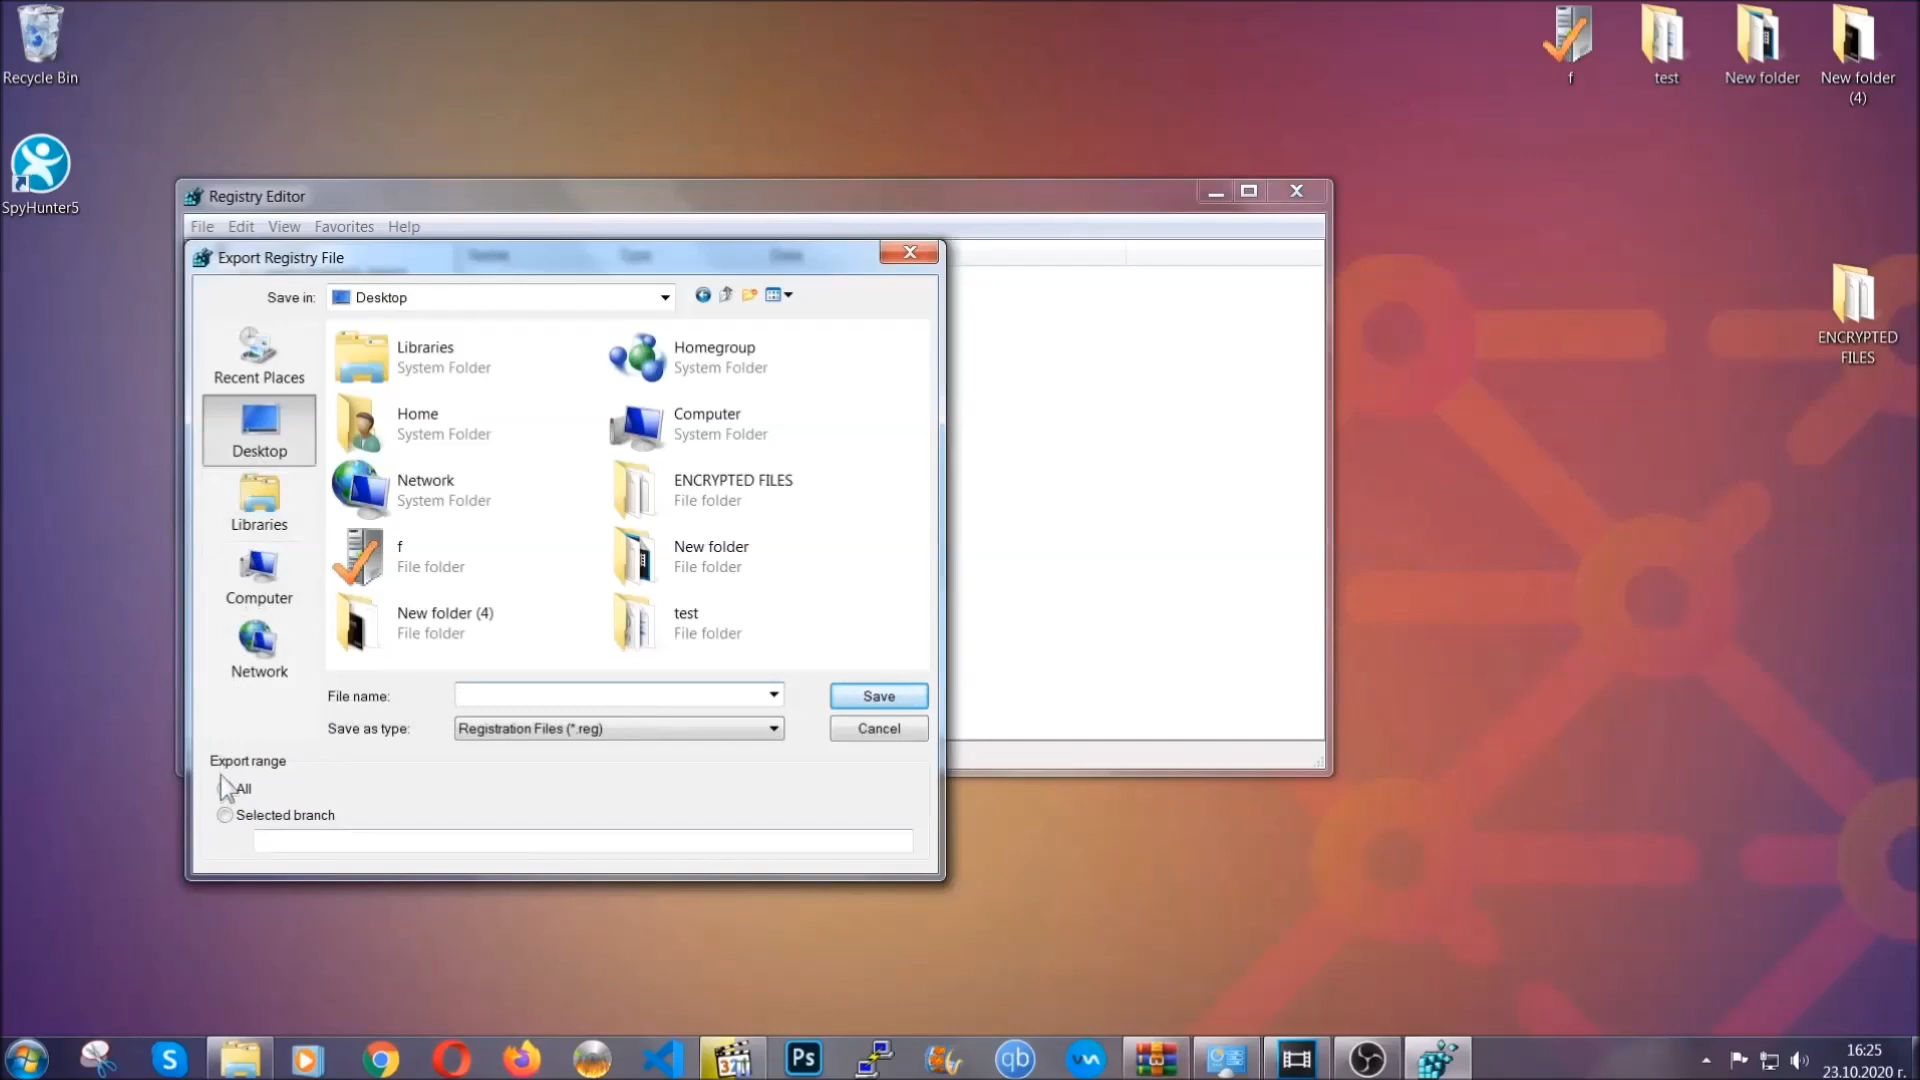 Recycle Bin
SpyHunter5
f
test
New folder
New folder
(4)
ENCRYPTED
FILES
Registry Editor
File Edit View Favorites Help
Export Registry File
Save in: Desktop
Recent Places
Desktop
Libraries
Computer
Network
Libraries
System Folder
Homegroup
System Folder
Home
System Folder
Computer
System Folder
Network
System Folder
ENCRYPTED FILES
File folder
f
File folder
New folder
File folder
New folder (4)
File folder
test
File folder
File name:
Save
Save as type: Registration Files (*.reg)
Cancel
Export range
All
Selected branch
S
321
Ps
qb
16:25
23.10.2020 г.